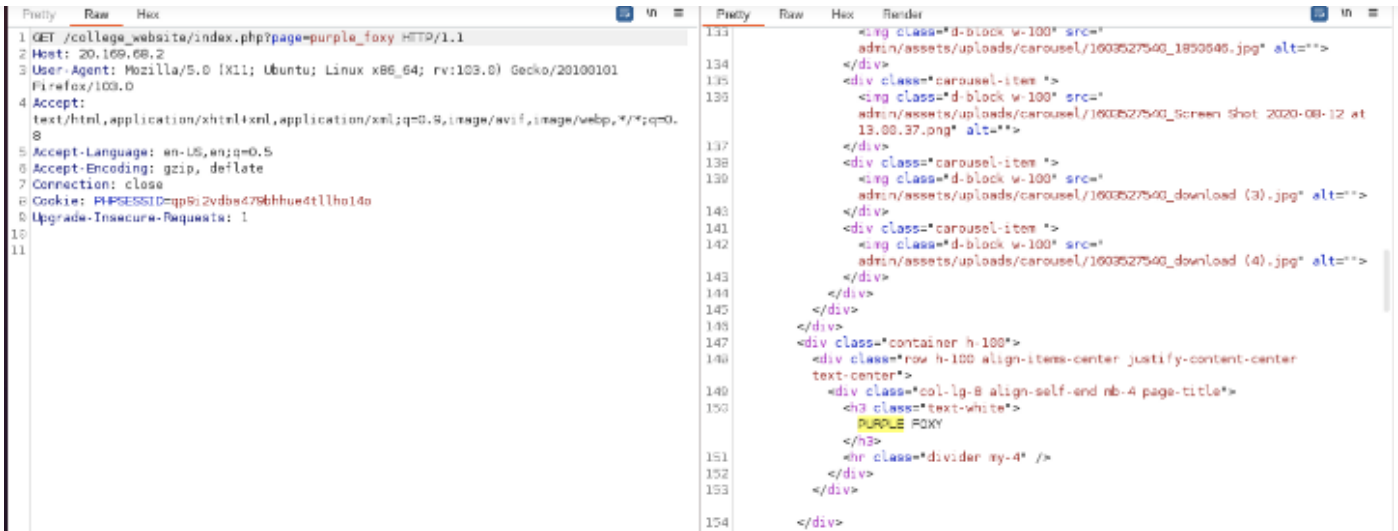 Pretty Raw Hex
\n
1 GET /college_website/index.php?page=purple_foxy HTTP/1.1
2 Host: 20.169.68.2
3 User-Agent: Mozilla/5.0 (X11; Ubuntu; Linux x86_64; rv:103.0) Gecko/20100101
Firefox/103.0
4 Accept:
text/html,application/xhtml+xml,application/xml;q=0.9,image/avif,image/webp,*/*;q=0.
8
5 Accept-Language: en-US,en;q=0.5
6 Accept-Encoding: gzip, deflate
7 Connection: close
8 Cookie: PHPSESSID=
9 Upgrade-Insecure-Requests: 1
10
11
Pretty Raw Hex Render
\n
133 <img class="d-block w-100" src="
admin/assets/uploads/carousel/1603527540_1850646.jpg" alt="">
134 </div>
135 <div class="carousel-item ">
136 <img class="d-block w-100" src="
admin/assets/uploads/carousel/1603527540_Screen Shot 2020-08-12 at
13.00.37.png" alt="">
137 </div>
138 <div class="carousel-item ">
139 <img class="d-block w-100" src="
admin/assets/uploads/carousel/1603527540_download (3).jpg" alt="">
140 </div>
141 <div class="carousel-item ">
142 <img class="d-block w-100" src="
admin/assets/uploads/carousel/1603527540_download (4).jpg" alt="">
143 </div>
144 </div>
145 </div>
146 </div>
147 <div class="container h-100">
148 <div class="row h-100 align-items-center justify-content-center
text-center">
149 <div class="col-lg-8 align-self-end mb-4 page-title">
150 <h3 class="text-white">
PURPLE FOXY
</h3>
151 <hr class="divider my-4" />
152 </div>
153 </div>
154 </div>